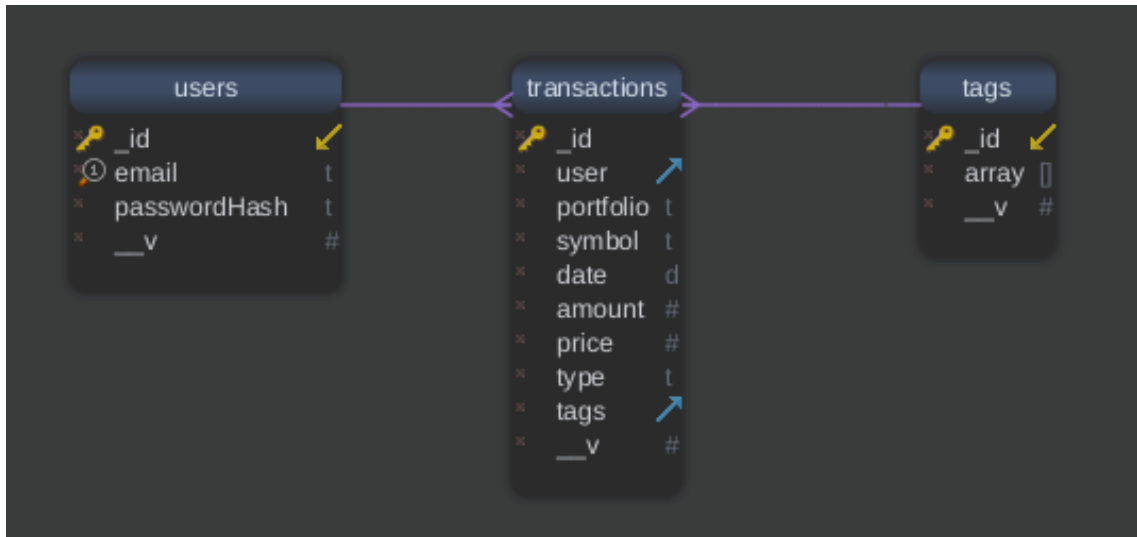 users
_id
email t
passwordHash t
__v #
transactions
_id
user
portfolio t
symbol t
date d
amount #
price #
type t
tags
__v #
tags
_id
array []
__v #